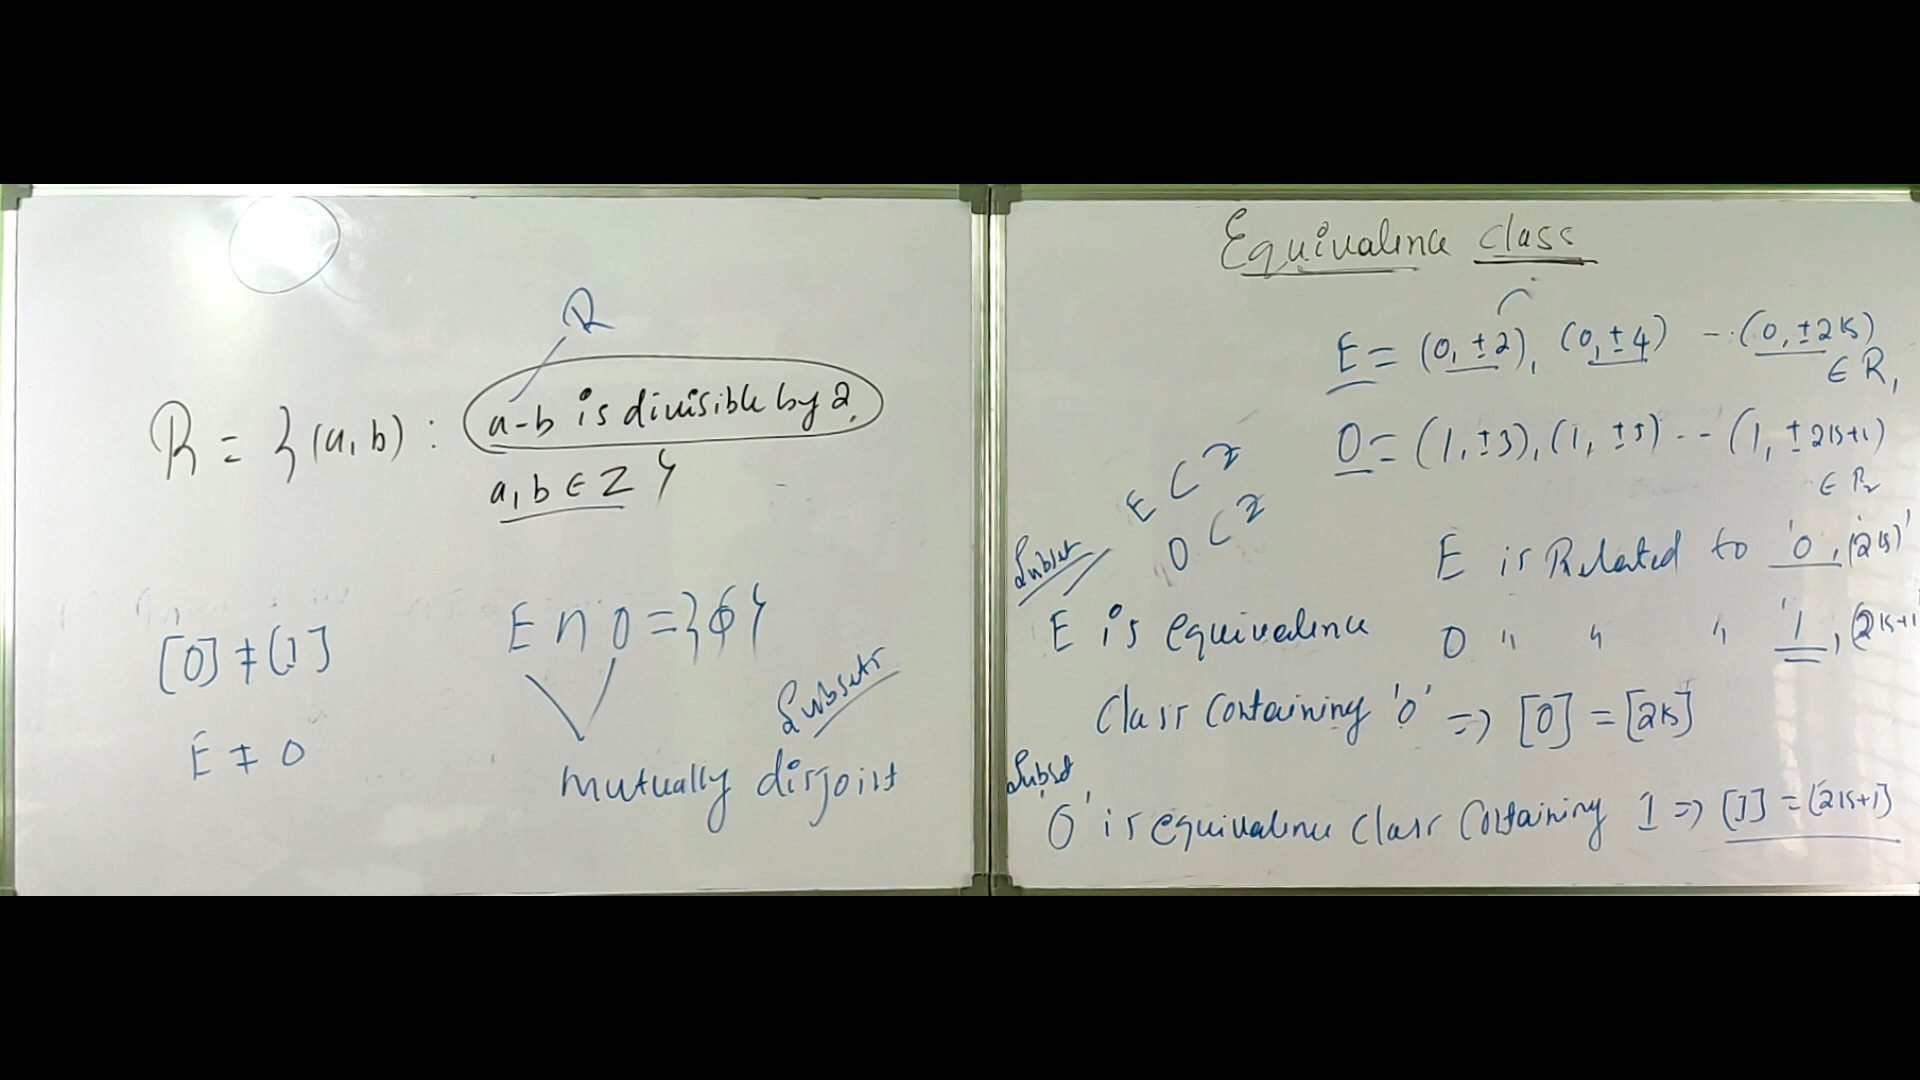 R
R = {(a, b) : a-b is divisible by 2,
a, b ∈ Z }
[0] ≠ [1]
E ∩ O = {ϕ}
E ≠ O
Subsets
mutually disjoint
Equivalence class
E = (0, ±2), (0, ±4) --- (0, ±2k)
∈ R1
O = (1, ±3), (1, ±5) --- (1, ±2k+1)
∈ R2
E ⊂ Z
O ⊂ Z
E is Related to '0, (2k)'
O " " " '1, (2k+1
Subset
E is equivalence
Class Containing '0' => [0] = [2k]
Subset
'O' is equivalence class Containing 1 => [1] = [2k+1]